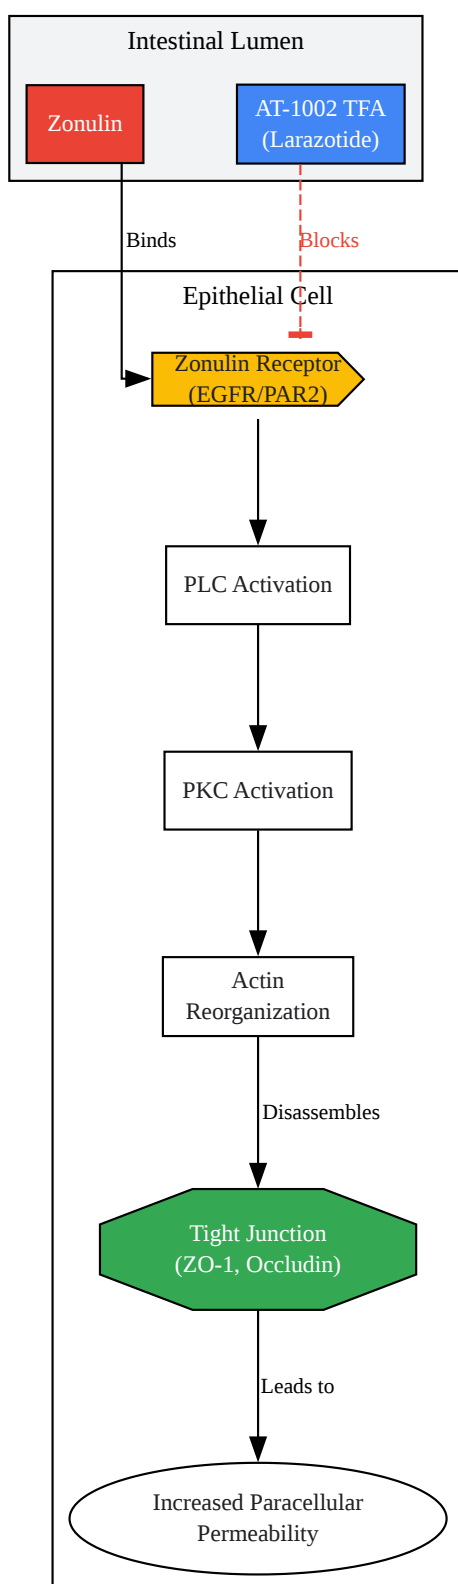 Intestinal Lumen
Zonulin
AT-1002 TFA
(Larazotide)
Binds
Blocks
Epithelial Cell
Zonulin Receptor
(EGFR/PAR2)
PLC Activation
PKC Activation
Actin
Reorganization
Disassembles
Tight Junction
(ZO-1, Occludin)
Leads to
Increased Paracellular
Permeability